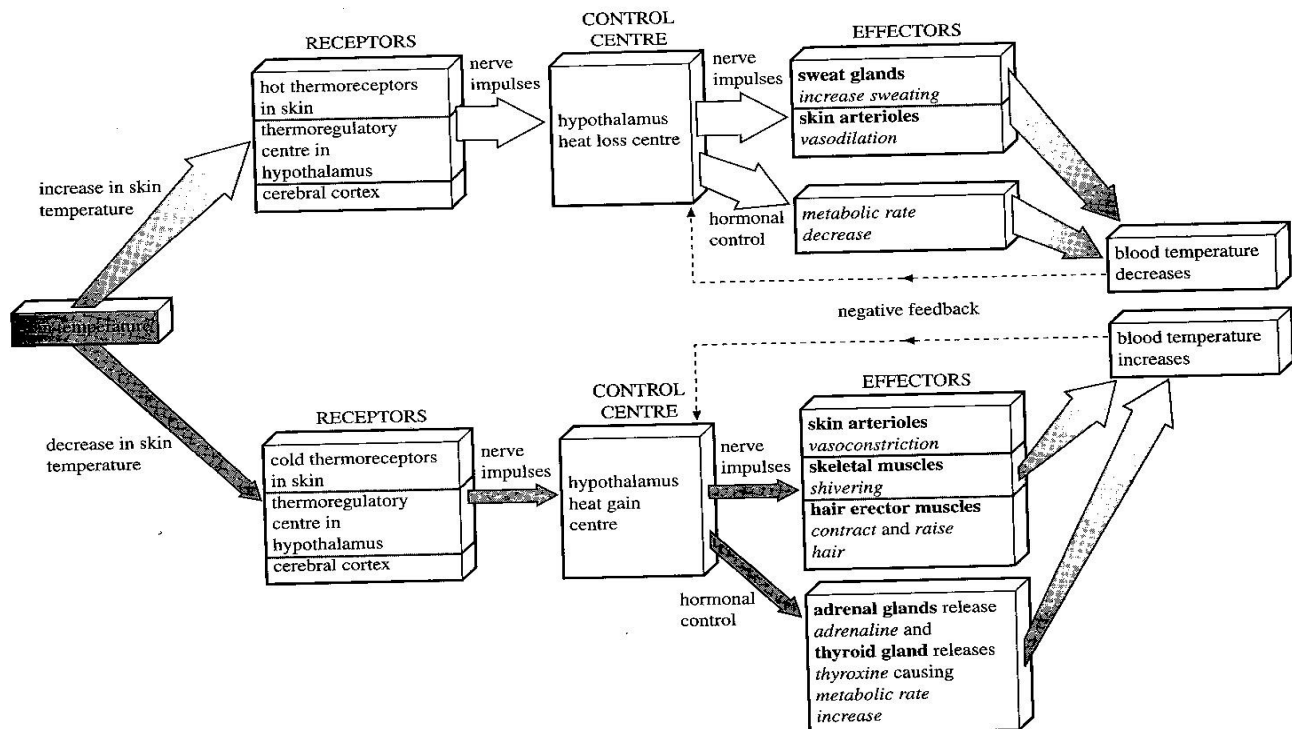 RECEPTORS
hot thermoreceptors
in skin
thermoregulatory
centre in
hypothalamus
cerebral cortex
nerve
impulses
CONTROL
CENTRE
hypothalamus
heat loss centre
nerve
impulses
EFFECTORS
sweat glands
increase sweating
skin arterioles
vasodilation
hormonal
control
metabolic rate
decrease
increase in skin
temperature
blood temperature
decreases
negative feedback
temperature
blood temperature
increases
decrease in skin
temperature
RECEPTORS
cold thermoreceptors
in skin
thermoregulatory
centre in
hypothalamus
cerebral cortex
nerve
impulses
CONTROL
CENTRE
hypothalamus
heat gain
centre
nerve
impulses
EFFECTORS
skin arterioles
vasoconstriction
skeletal muscles
shivering
hair erector muscles
contract and raise
hair
hormonal
control
adrenal glands release
adrenaline and
thyroid gland releases
thyroxine causing
metabolic rate
increase